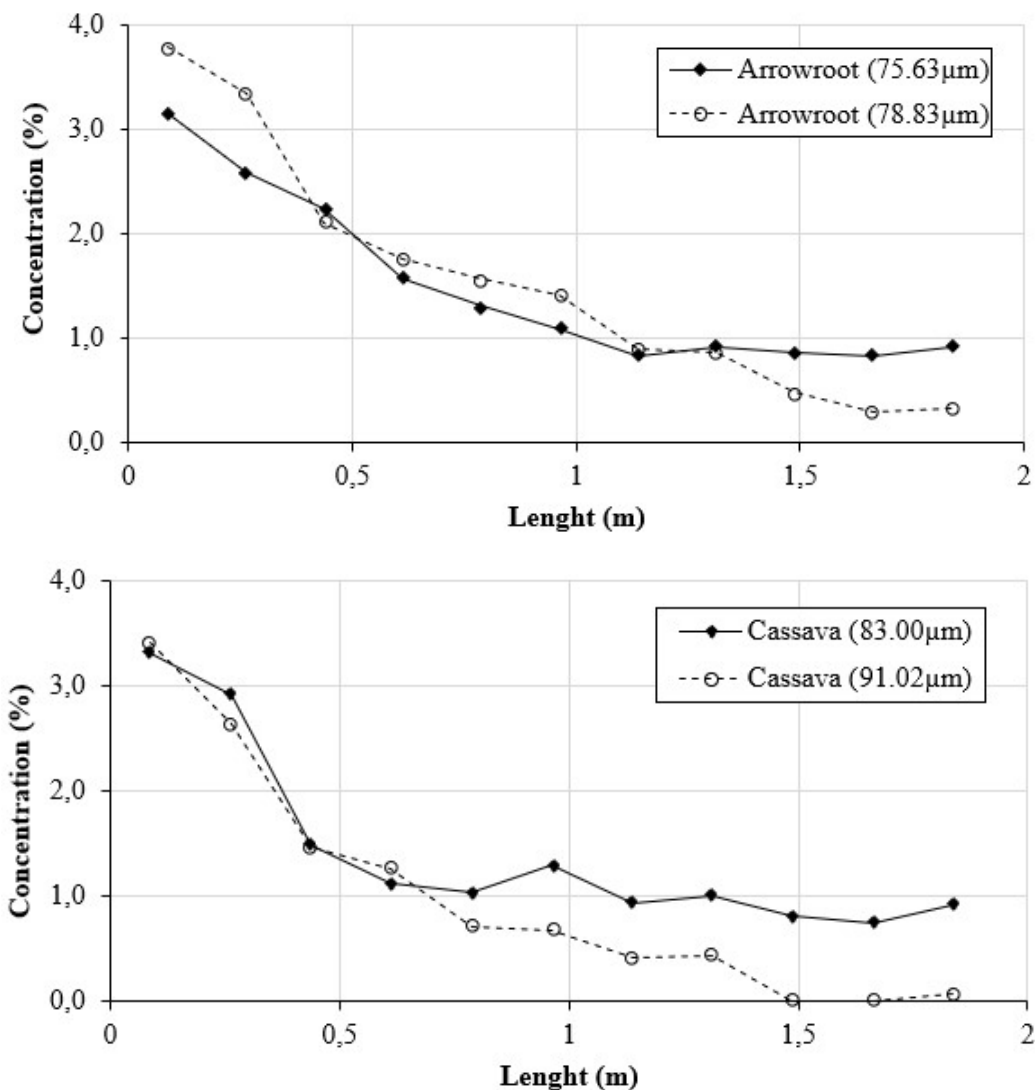 4,0
Arrowroot (75.63µm)
Arrowroot (78.83µm)
3,0
2,0
1,0
0,0
Concentration (%)
0
0,5
1
1,5
2
Lenght (m)
4,0
Cassava (83.00µm)
Cassava (91.02µm)
3,0
2,0
1,0
0,0
Concentration (%)
0
0,5
1
1,5
2
Lenght (m)